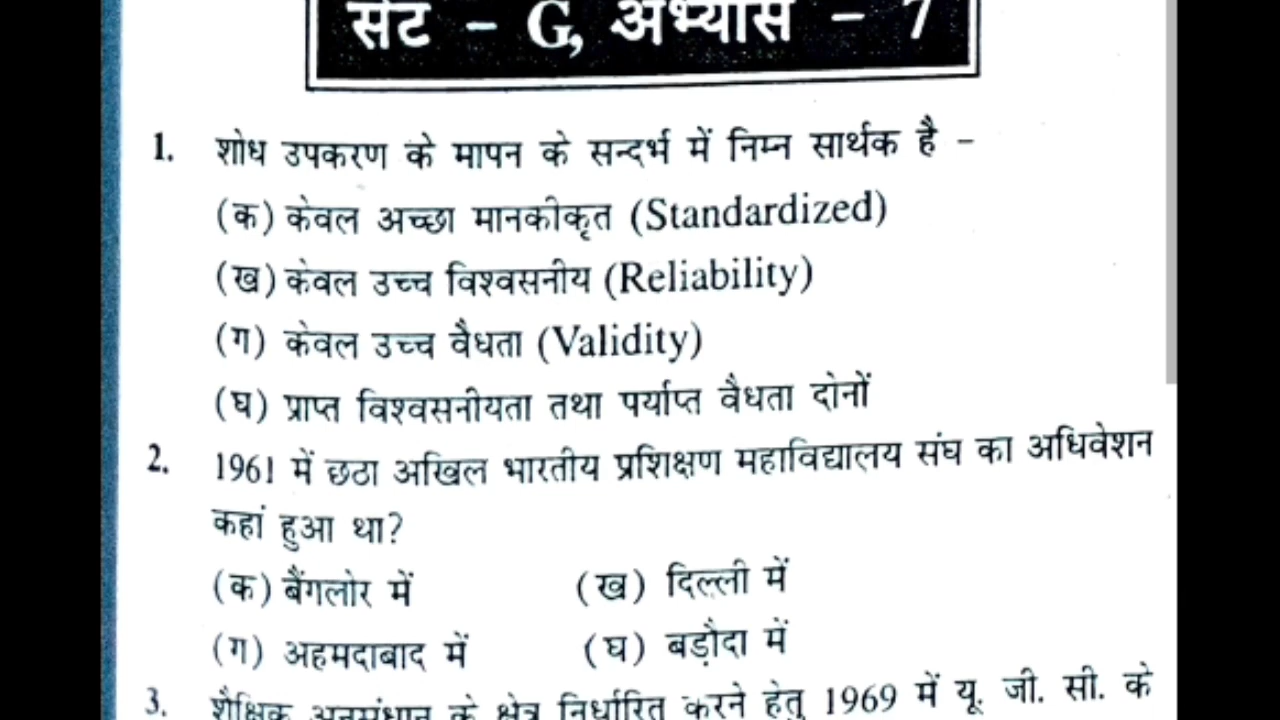 सेट - G, अभ्यास - 7
1. शोध उपकरण के मापन के सन्दर्भ में निम्न सार्थक है -
(क) केवल अच्छा मानकीकृत (Standardized)
(ख) केवल उच्च विश्वसनीय (Reliability)
(ग) केवल उच्च वैधता (Validity)
(घ) प्राप्त विश्वसनीयता तथा पर्याप्त वैधता दोनों
2. 1961 में छठा अखिल भारतीय प्रशिक्षण महाविद्यालय संघ का अधिवेशन
कहां हुआ था?
(क) बैंगलोर में (ख) दिल्ली में
(ग) अहमदाबाद में (घ) बड़ौदा में
3. शैक्षिक अनुसंधान के क्षेत्र निर्धारित करने हेतु 1969 में यू. जी. सी. के